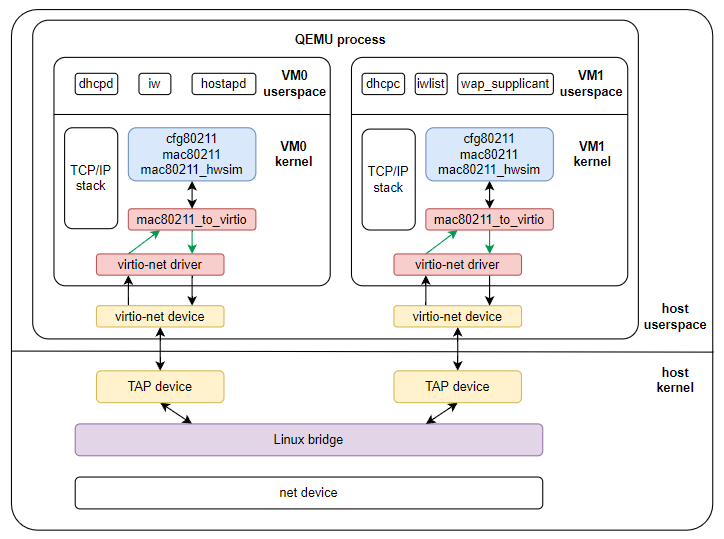 QEMU process
dhcpd
iw
hostapd
VM0
userspace
TCP/IP
stack
cfg80211
mac80211
mac80211_hwsim
VM0
kernel
mac80211_to_virtio
virtio-net driver
virtio-net device
dhcpc
iwlist
wap_supplicant
VM1
userspace
TCP/IP
stack
cfg80211
mac80211
mac80211_hwsim
VM1
kernel
mac80211_to_virtio
virtio-net driver
virtio-net device
host
userspace
host
kernel
TAP device
TAP device
Linux bridge
net device